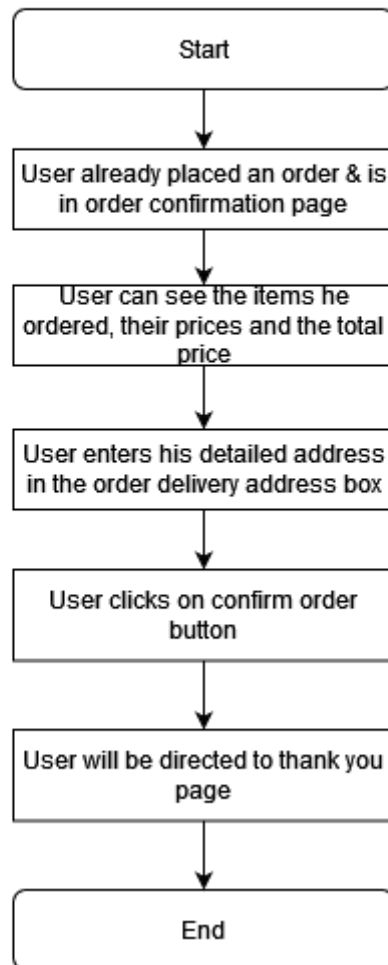 Start
User already placed an order & is
in order confirmation page
User can see the items he
ordered, their prices and the total
price
User enters his detailed address
in the order delivery address box
User clicks on confirm order
button
User will be directed to thank you
page
End